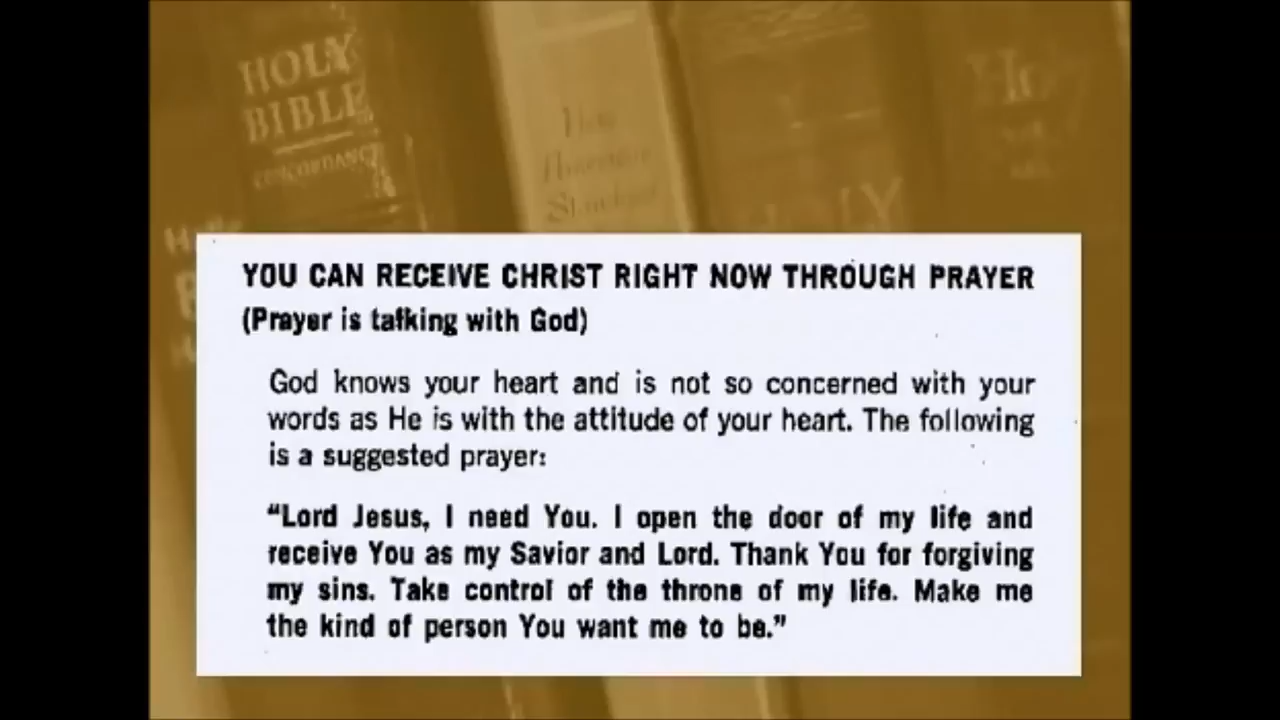 HOLY
BIBLE
CONCORDANCE
New
American
Standard
HOLY
YOU CAN RECEIVE CHRIST RIGHT NOW THROUGH PRAYER
(Prayer is talking with God)
God knows your heart and is not so concerned with your
words as He is with the attitude of your heart. The following
is a suggested prayer:
“Lord Jesus, I need You. I open the door of my life and
receive You as my Savior and Lord. Thank You for forgiving
my sins. Take control of the throne of my life. Make me
the kind of person You want me to be.”